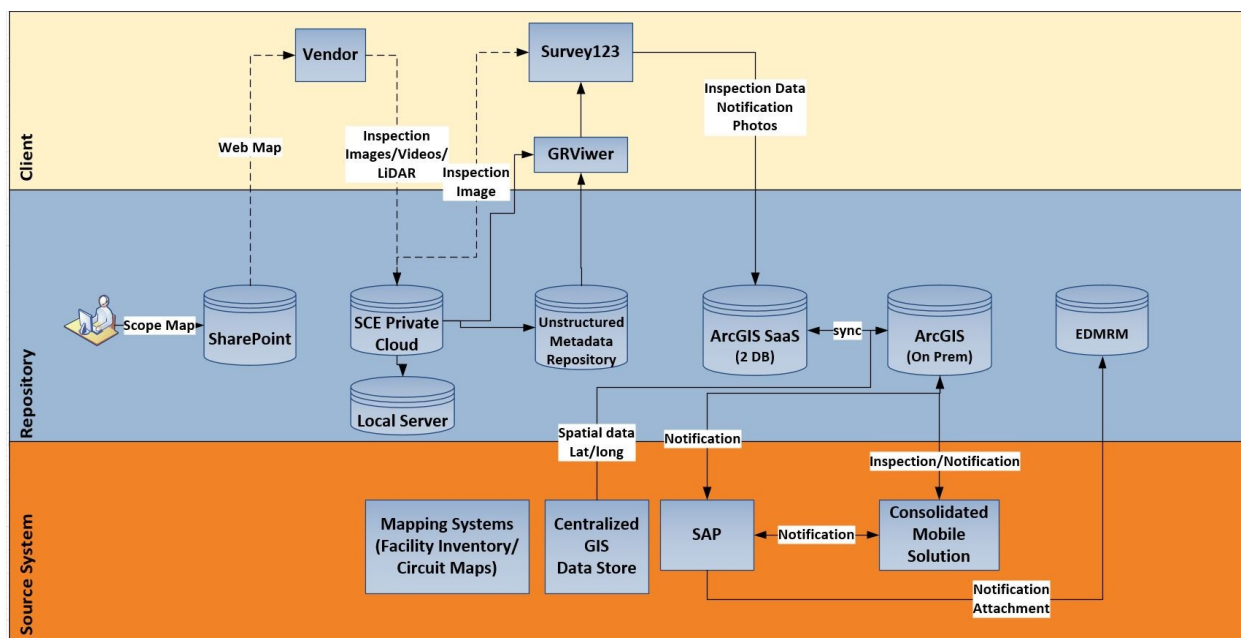 Client
Vendor
Survey123
Web Map
Inspection
Images/Videos/
LiDAR
Inspection
Image
GRViwer
Inspection Data
Notification
Photos
Repository
Scope Map
SharePoint
SCE Private
Cloud
Local Server
Unstructured
Metadata
Repository
ArcGIS SaaS
(2 DB)
sync
ArcGIS
(On Prem)
EDMRM
Spatial data
Lat/long
Notification
Inspection/Notification
Source System
Mapping Systems
(Facility Inventory/
Circuit Maps)
Centralized
GIS
Data Store
SAP
Notification
Consolidated
Mobile
Solution
Notification
Attachment